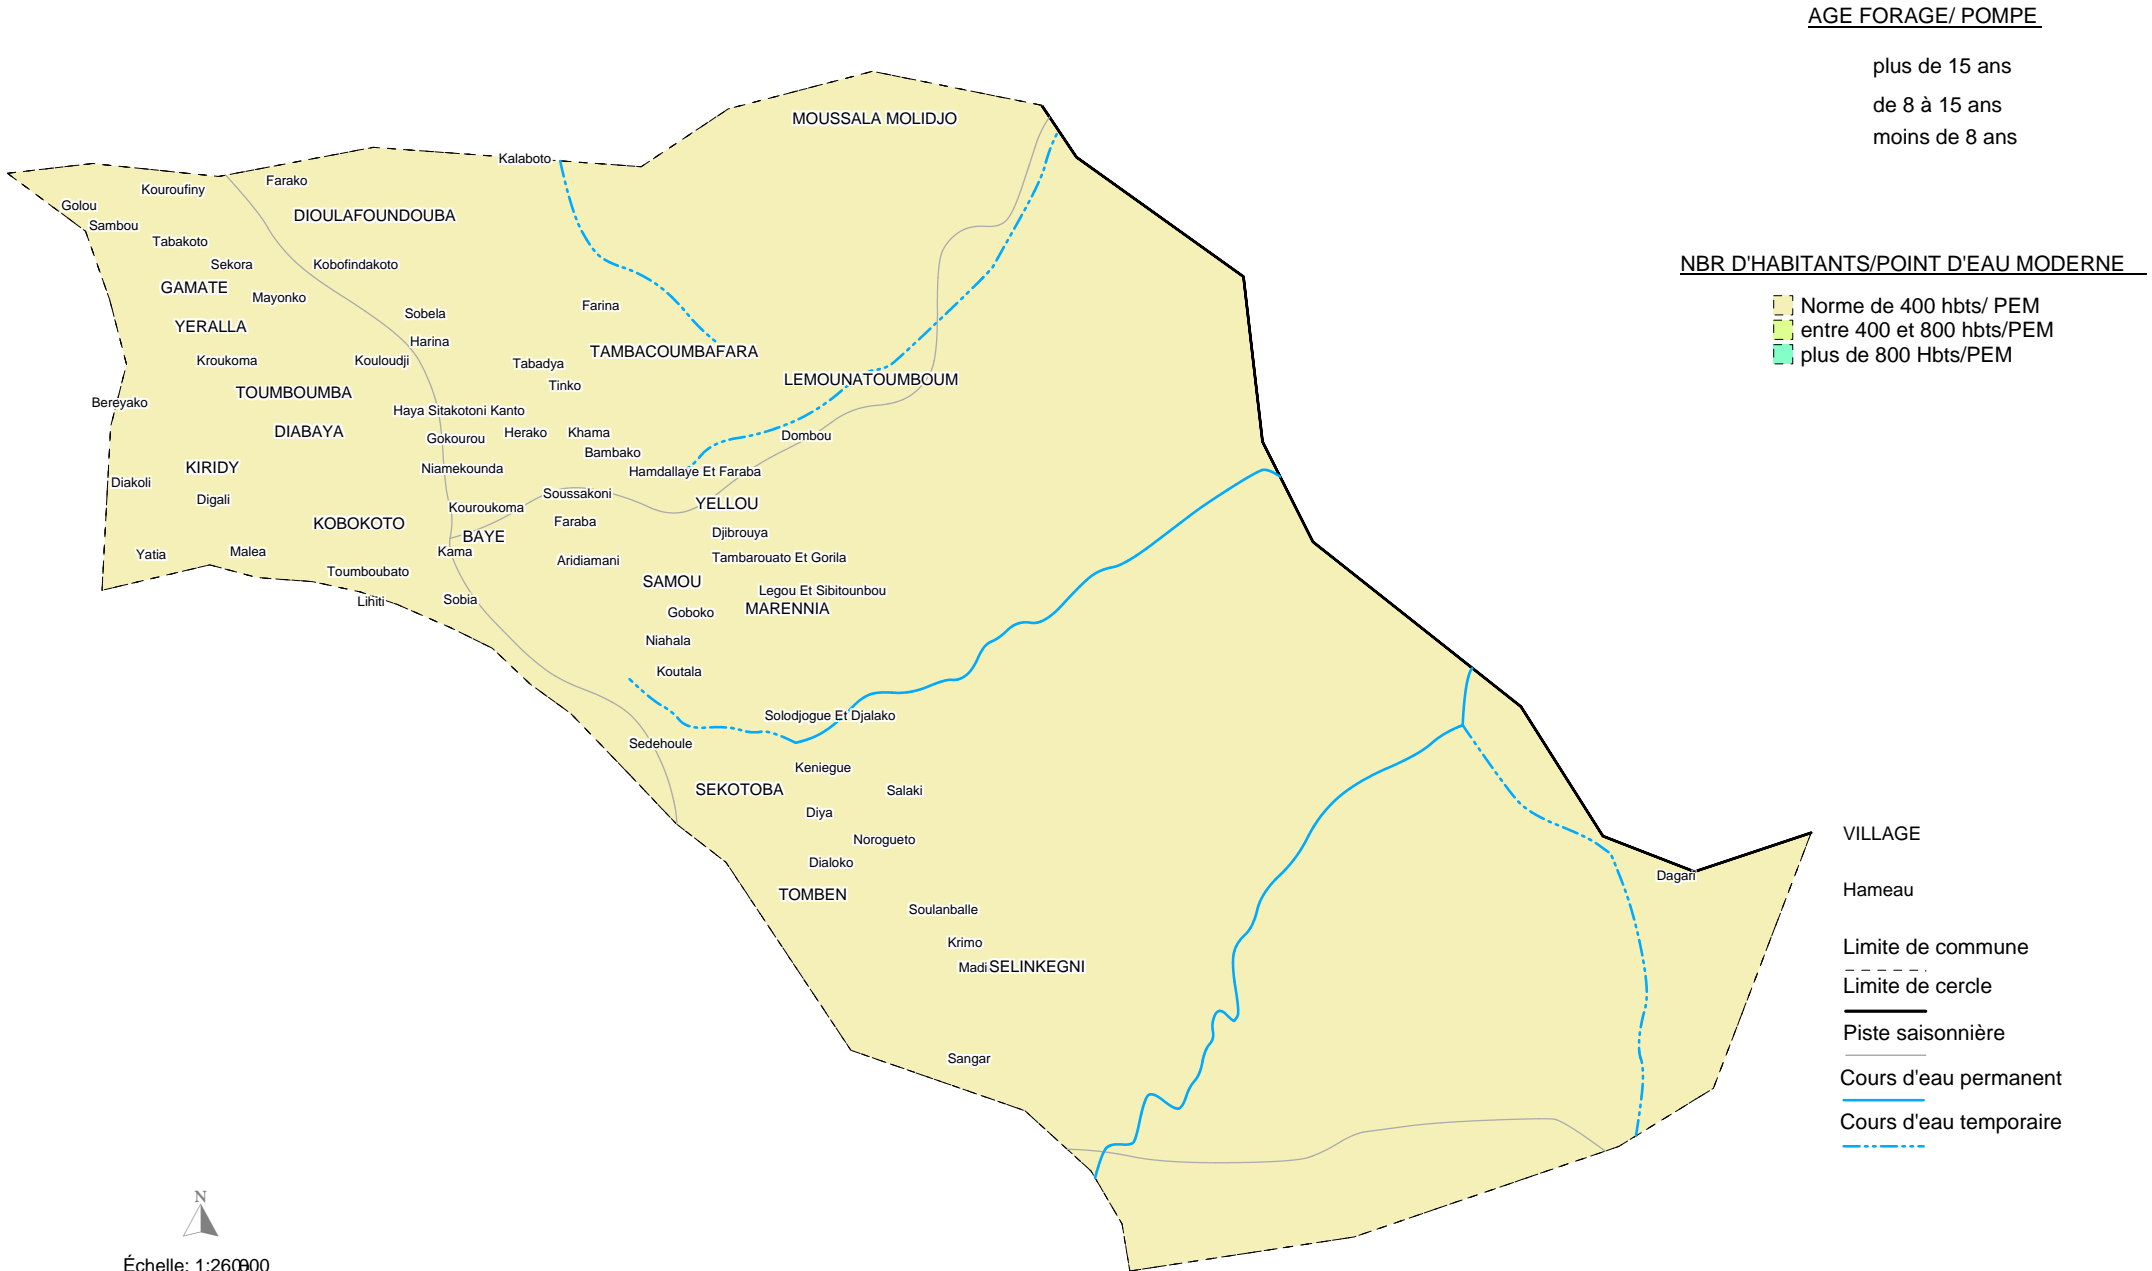 AGE FORAGE/ POMPE
plus de 15 ans
de 8 à 15 ans
moins de 8 ans
MOUSSALA MOLIDJO
Kalaboto
Farako
Kouroufiny
Golou
DIOULAFOUNDOUBA
Sambou
Tabakoto
Sekora
Kobofindakoto
NBR D'HABITANTS/POINT D'EAU MODERNE
GAMATE
Mayonko
Farina
Norme de 400 hbts/ PEM
Sobela
YERALLA
entre 400 et 800 hbts/PEM
Harina
TAMBACOUMBAFARA
plus de 800 Hbts/PEM
Kroukoma
Kouloudji
Tabadya
LEMOUNATOUMBOUM
Tinko
TOUMBOUMBA
Bereyako
Haya Sitakotoni Kanto
DIABAYA
Gokourou
Herako
Khama
Dombou
Bambako
KIRIDY
Niamekounda
Hamdallaye Et Faraba
Diakoli
Soussakoni
Digali
YELLOU
Kouroukoma
KOBOKOTO
Faraba
BAYE
Djibrouya
Yatia
Malea
Kama
Aridiamani
Tambarouato Et Gorila
Toumboubato
SAMOU
Legou Et Sibitounbou
Lihiti
Sobia
MARENNIA
Goboko
Niahala
Koutala
Solodjogue Et Djalako
Sedehoule
Keniegue
SEKOTOBA
Salaki
Diya
Norogueto
VILLAGE
Dialoko
Dagari
TOMBEN
Hameau
Soulanballe
Krimo
Limite de commune
Madi
SELINKEGNI
Limite de cercle
Piste saisonnière
Sangar
Cours d'eau permanent
Cours d'eau temporaire
N
Échelle: 1:260000